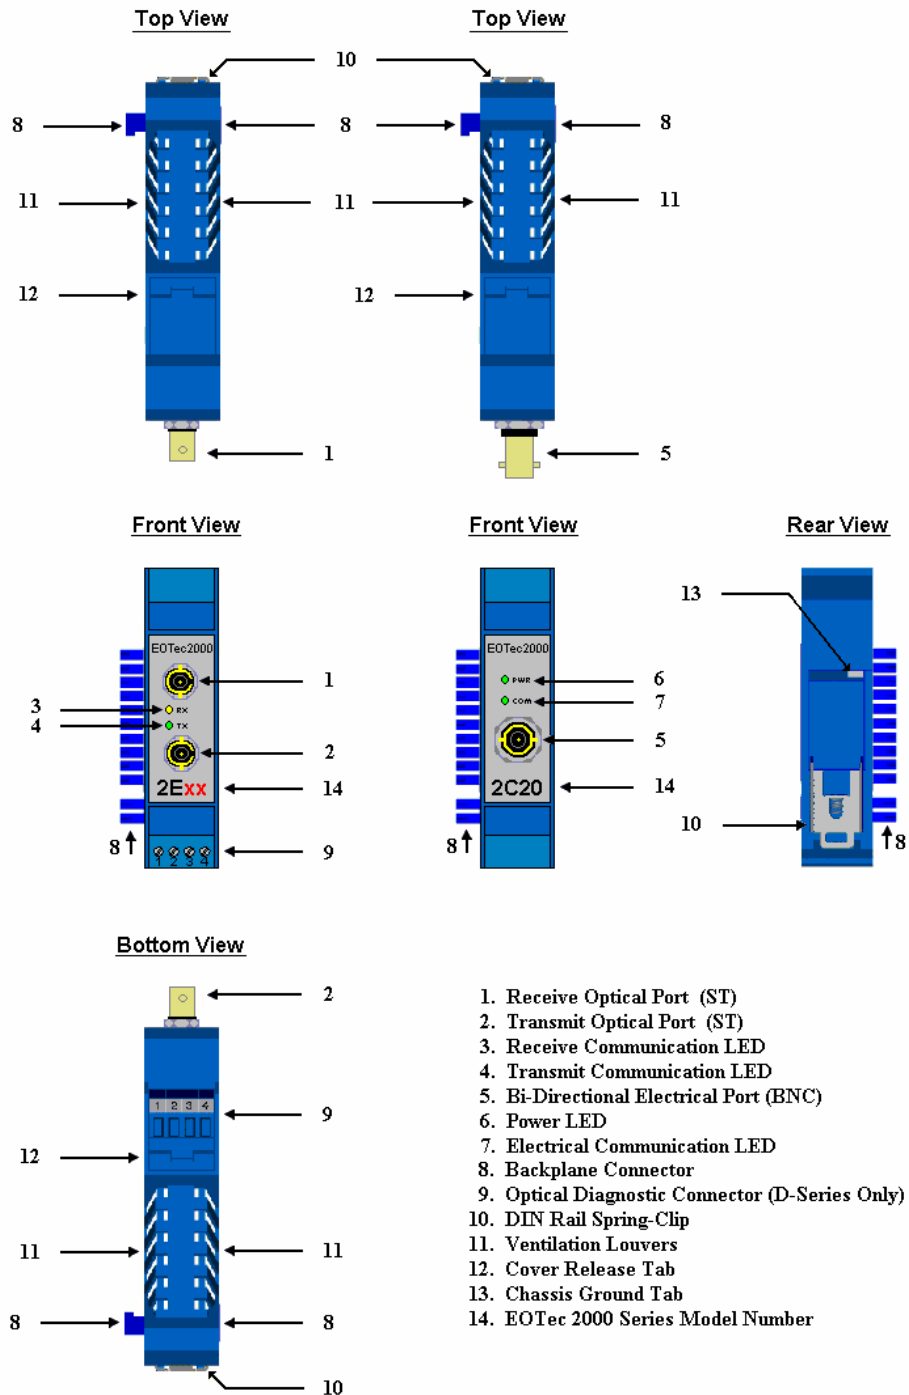 Top View
Top View
10
8
8
8
8
11
11
11
12
12
1
5
Front View
Front View
Rear View
13
EOTec2000
EOTec2000
1
PWR
6
3
RX
COM
7
4
TX
2
5
2Exx
14
2C20
14
10
8
8
8
9
1 2 3 4
Bottom View
2
1 2 3 4
9
12
11
11
8
8
10
1. Receive Optical Port (ST)
2. Transmit Optical Port (ST)
3. Receive Communication LED
4. Transmit Communication LED
5. Bi-Directional Electrical Port (BNC)
6. Power LED
7. Electrical Communication LED
8. Backplane Connector
9. Optical Diagnostic Connector (D-Series Only)
10. DIN Rail Spring-Clip
11. Ventilation Louvers
12. Cover Release Tab
13. Chassis Ground Tab
14. EOTec 2000 Series Model Number